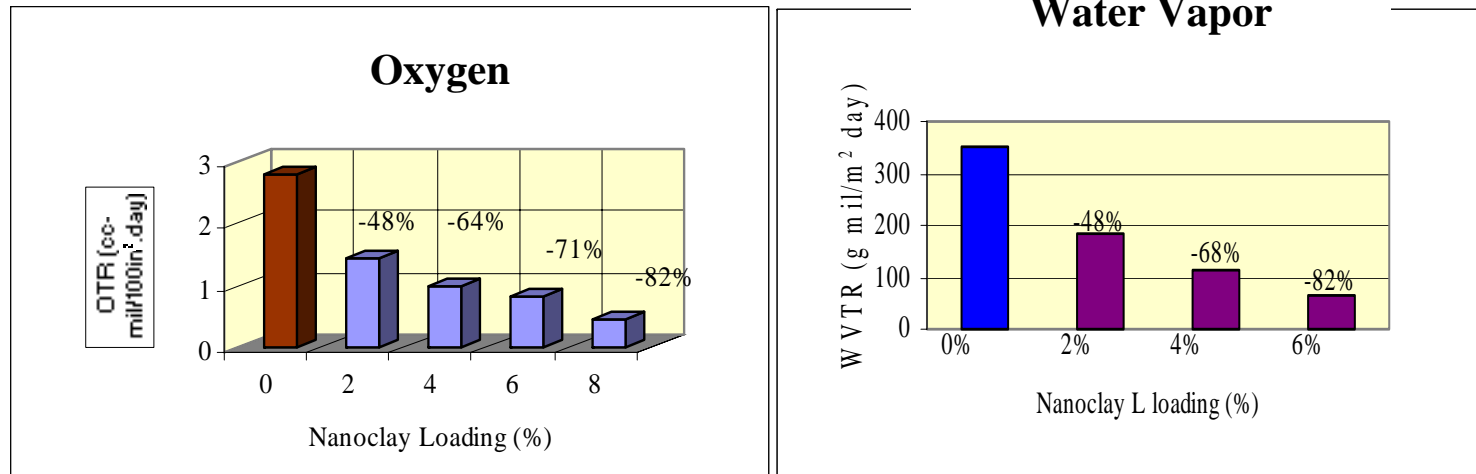 Oxygen
OTR (cc-
mil/100in².day)
3
2
1
0
-48%
-64%
-71%
-82%
0 2 4 6 8
Nanoclay Loading (%)
Water Vapor
WVTR (g mil/m² day)
400
300
200
100
0
-48%
-68%
-82%
0% 2% 4% 6%
Nanoclay L loading (%)